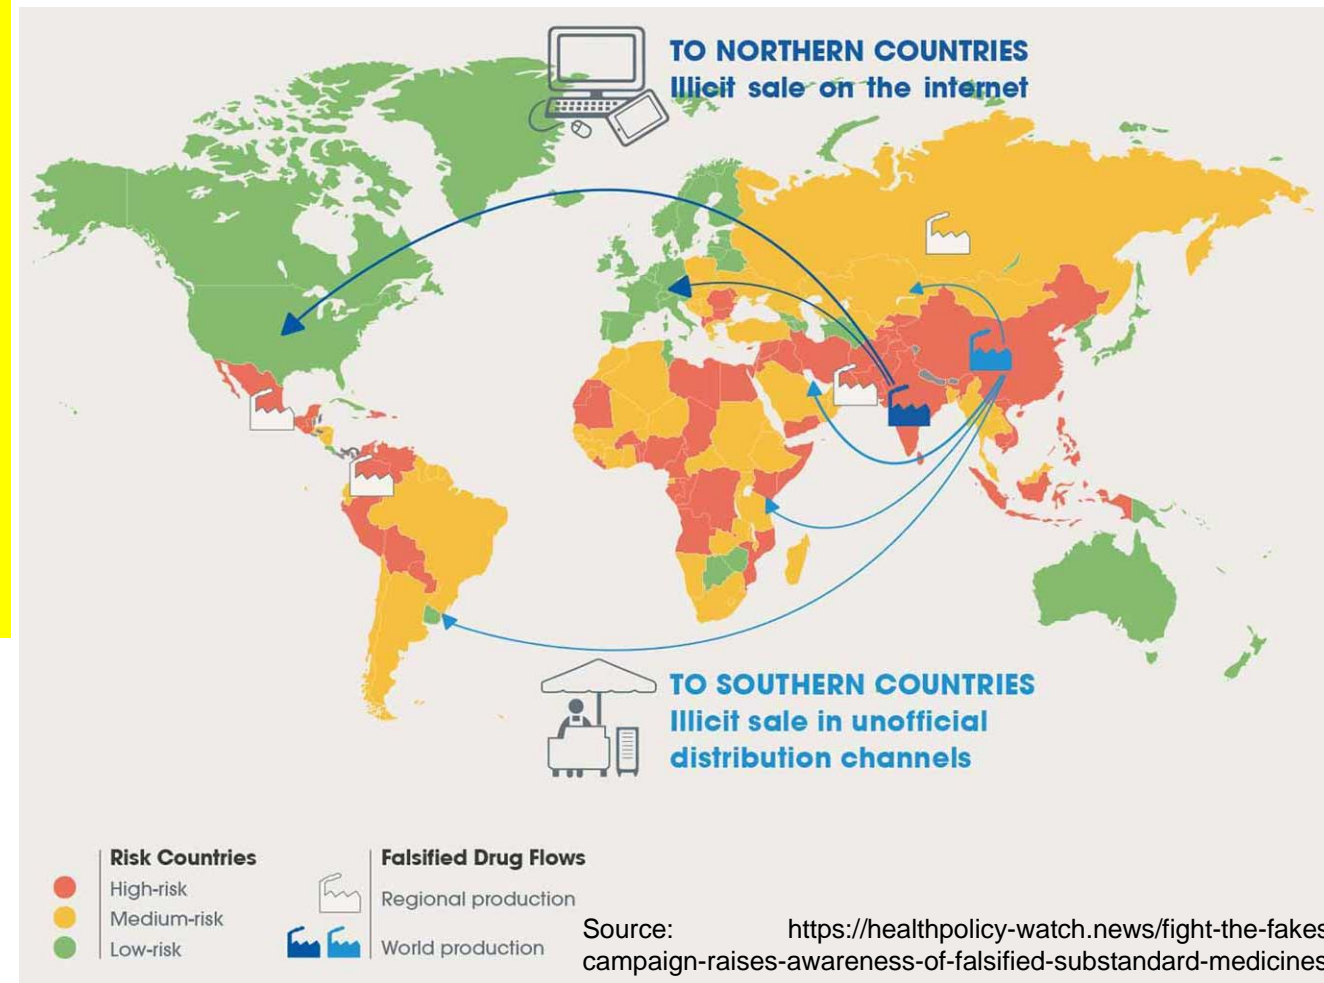 TO NORTHERN COUNTRIES
Illicit sale on the internet
TO SOUTHERN COUNTRIES
Illicit sale in unofficial
distribution channels
Risk Countries
High-risk
Medium-risk
Low-risk
Falsified Drug Flows
Regional production
World production
Source: https://healthpolicy-watch.news/fight-the-fakes
campaign-raises-awareness-of-falsified-substandard-medicines